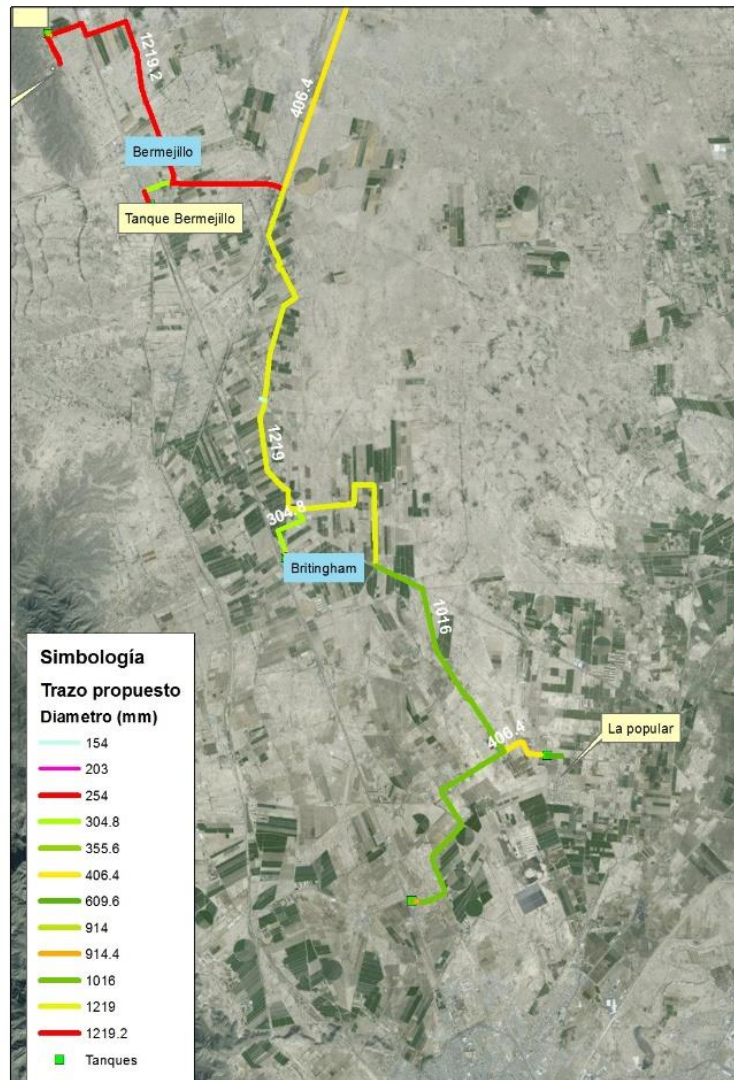 1219.2
406.4
Bermejillo
Tanque Bermejillo
1219
304.8
Britingham
1016
406.4
La popular
Simbología
Trazo propuesto
Diametro (mm)
154
203
254
304.8
355.6
406.4
609.6
914
914.4
1016
1219
1219.2
Tanques